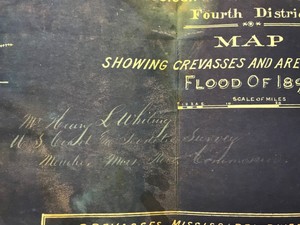 Fourth Distri
MAP
SHOWING CREVASSES AND ARE
FLOOD OF 189
SCALE OF MILES
Mr Henry L Whiting
U. S. Coast & Geodetic Survey
Member Miss. Riv. Commission
CREVASSES MISSISSIPPI